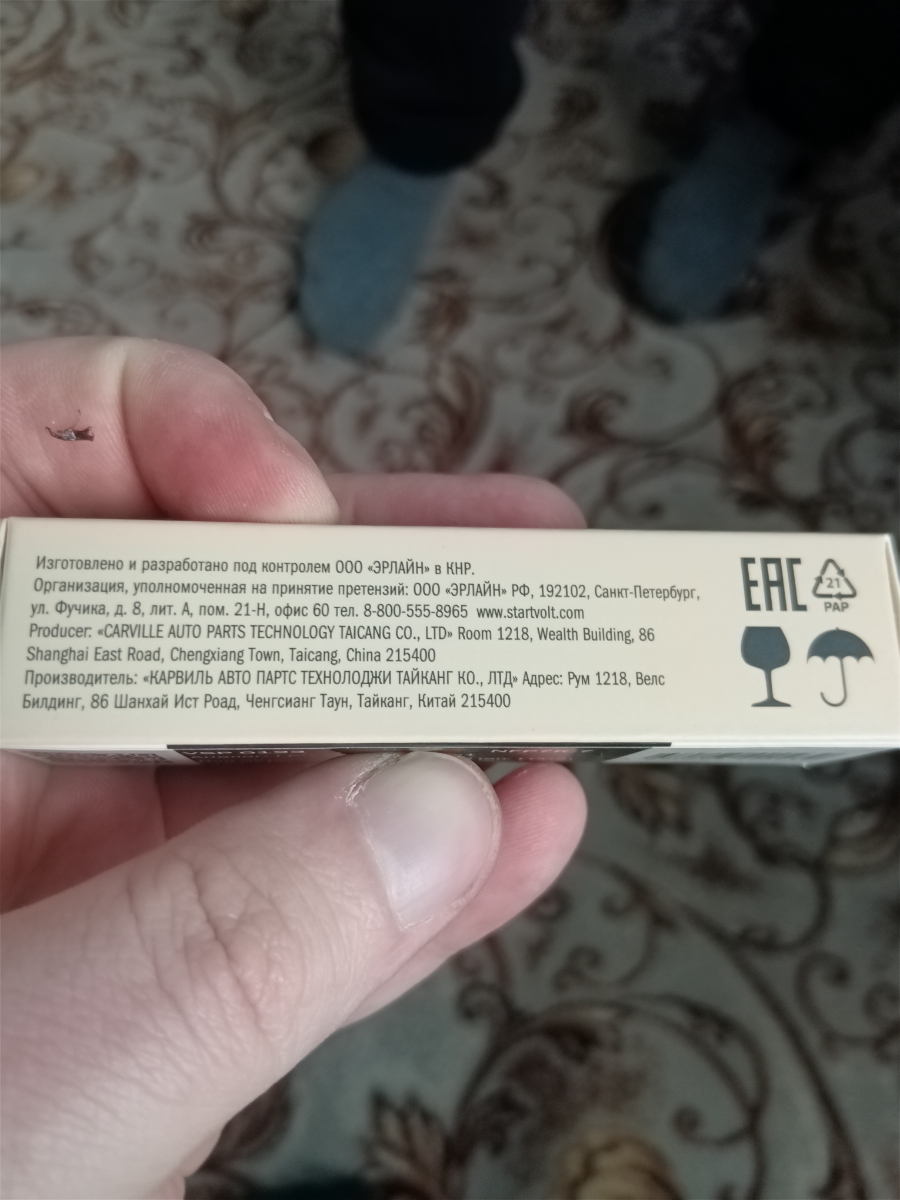 Изготовлено и разработано под контролем ООО «ЭРЛАЙН» в КНР.
Организация, уполномоченная на принятие претензий: ООО «ЭРЛАЙН» РФ, 192102, Санкт-Петербург,
ул. Фучика, д. 8, лит. А, пом. 21-Н, офис 60 тел. 8-800-555-8965 www.startvolt.com
Producer: «CARVILLE AUTO PARTS TECHNOLOGY TAICANG CO., LTD» Room 1218, Wealth Building, 86
Shanghai East Road, Chengxiang Town, Taicang, China 215400
Производитель: «КАРВИЛЬ АВТО ПАРТС ТЕХНОЛОДЖИ ТАЙКАНГ КО., ЛТД» Адрес: Рум 1218, Велс
Билдинг, 86 Шанхай Ист Роад, Ченгсианг Таун, Тайканг, Китай 215400
EAC
21
PAP